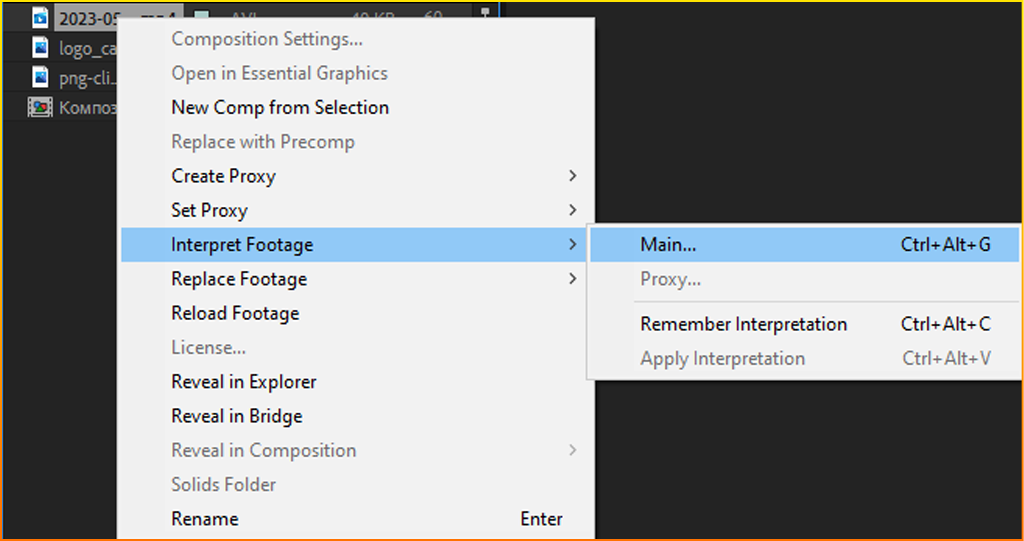 2023-05...mp4 AVI 40 KB 60
logo_ca
png-cli...
Композ
Composition Settings...
Open in Essential Graphics
New Comp from Selection
Replace with Precomp
Create Proxy
Set Proxy
Interpret Footage
Main... Ctrl+Alt+G
Replace Footage
Proxy...
Reload Footage
Remember Interpretation Ctrl+Alt+C
License...
Apply Interpretation Ctrl+Alt+V
Reveal in Explorer
Reveal in Bridge
Reveal in Composition
Solids Folder
Rename Enter